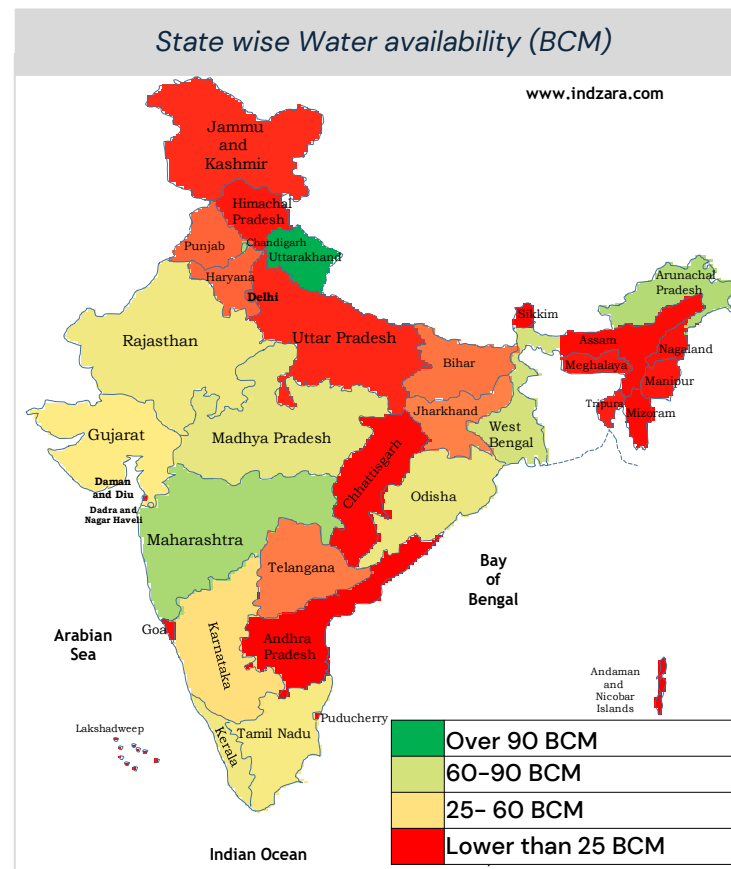 State wise Water availability (BCM)
www.indzara.com
Jammu
and
Kashmir
Himachal
Pradesh
Punjab
Chandigarh
Uttarakhand
Haryana
Delhi
Arunachal
Pradesh
Rajasthan
Uttar Pradesh
Sikkim
Assam
Nagaland
Bihar
Meghalaya
Manipur
Jharkhand
Tripura
Mizoram
Gujarat
Madhya Pradesh
West
Bengal
Chhattisgarh
Daman
and Diu
Dadra and
Nagar Haveli
Odisha
Maharashtra
Telangana
Bay
of
Bengal
Goa
Arabian
Sea
Karnataka
Andhra
Pradesh
Andaman
and
Nicobar
Islands
Lakshadweep
Puducherry
Kerala
Tamil Nadu
Over 90 BCM
60-90 BCM
25- 60 BCM
Lower than 25 BCM
Indian Ocean